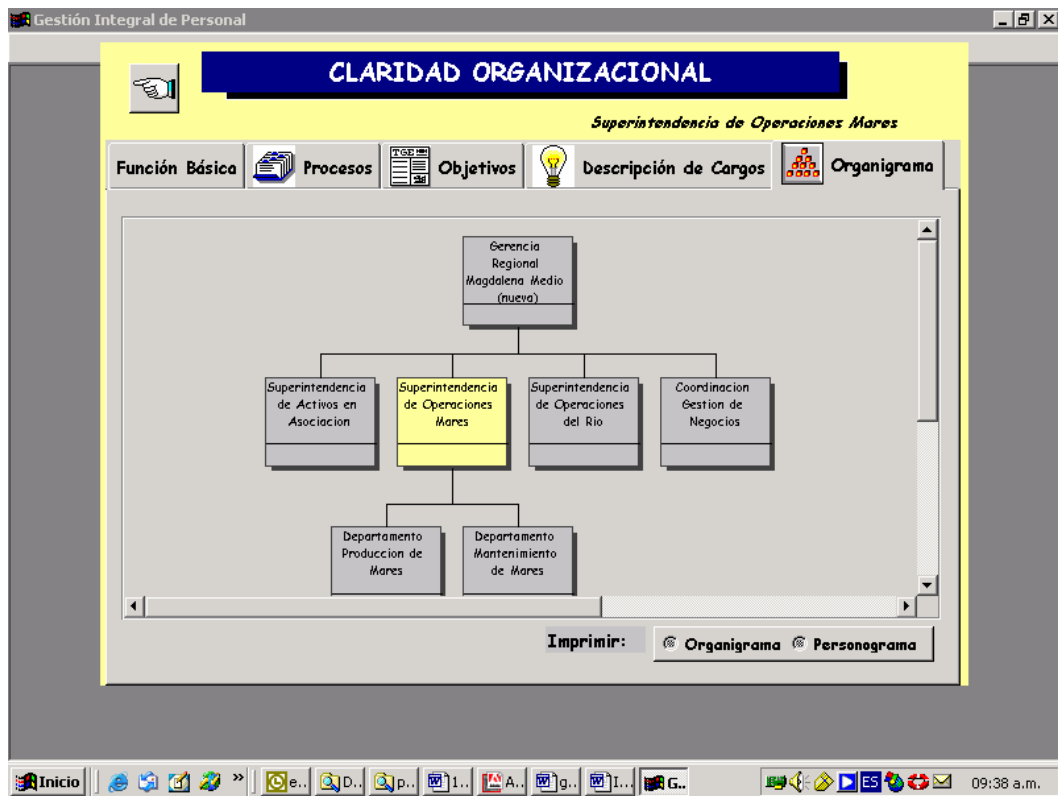 Gestión Integral de Personal
CLARIDAD ORGANIZACIONAL
Superintendencia de Operaciones Mares
Función Básica
Procesos
TGE
Objetivos
Descripción de Cargos
Organigrama
Gerencia
Regional
Magdalena Medio
(nueva)
Superintendencia
de Activos en
Asociacion
Superintendencia
de Operaciones
Mares
Superintendencia
de Operaciones
del Rio
Coordinacion
Gestion de
Negocios
Departamento
Produccion de
Mares
Departamento
Mantenimiento
de Mares
Imprimir:
Organigrama
Personograma
Inicio
»
e..
D..
p..
1..
A..
g..
I...
G..
ES
09:38 a.m.